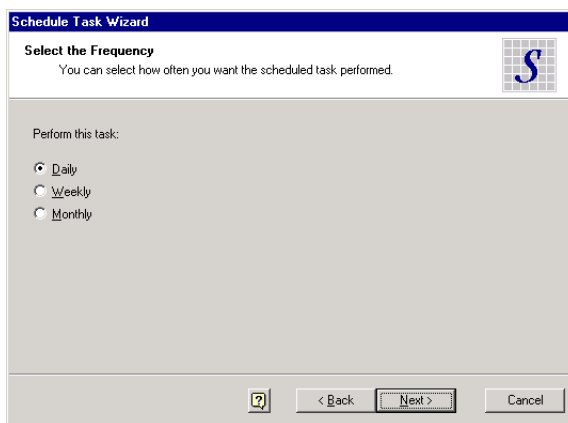 Schedule Task Wizard
Select the Frequency
You can select how often you want the scheduled task performed.
S
Perform this task:
Daily
Weekly
Monthly
?
< Back
Next >
Cancel